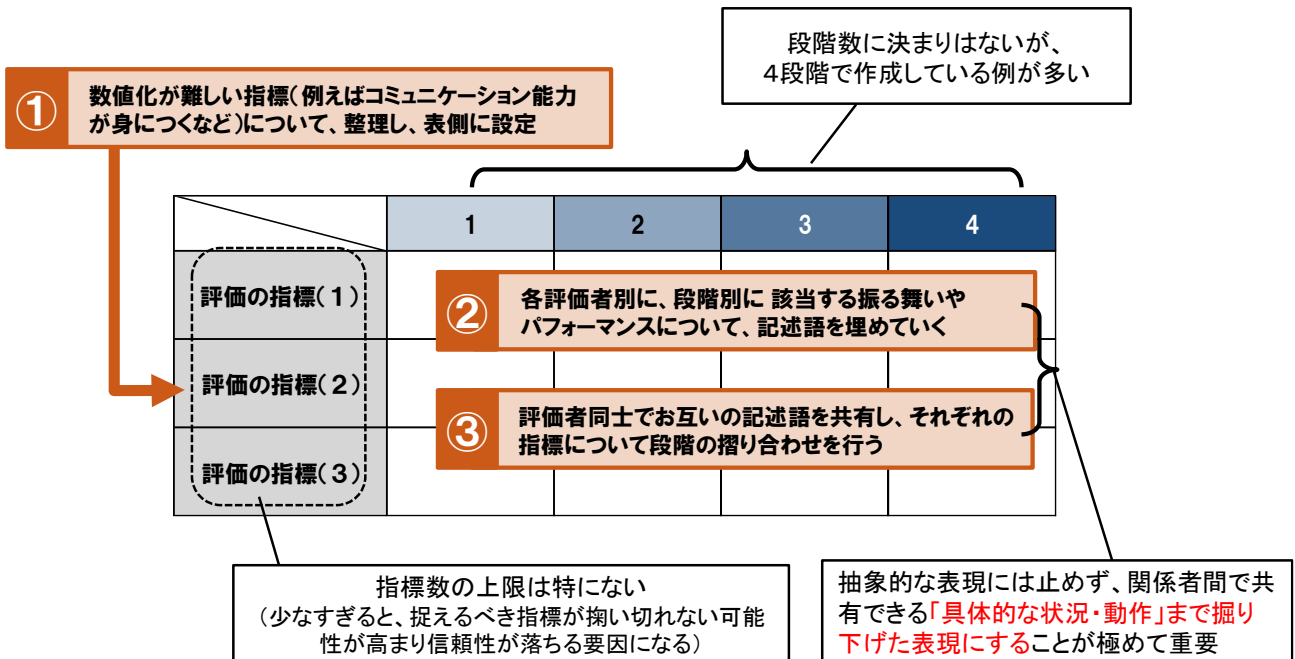 段階数に決まりはないが、
4段階で作成している例が多い
①
数値化が難しい指標(例えばコミュニケーション能力
が身につくなど)について、整理し、表側に設定
1 2 3 4
評価の指標(1)
②
各評価者別に、段階別に 該当する振る舞いや
パフォーマンスについて、記述語を埋めていく
評価の指標(2)
③
評価者同士でお互いの記述語を共有し、それぞれの
指標について段階の摺り合わせを行う
評価の指標(3)
指標数の上限は特にない
(少なすぎると、捉えるべき指標が掬い切れない可能
性が高まり信頼性が落ちる要因になる)
抽象的な表現には止めず、関係者間で共
有できる「具体的な状況・動作」まで掘り
下げた表現にすることが極めて重要